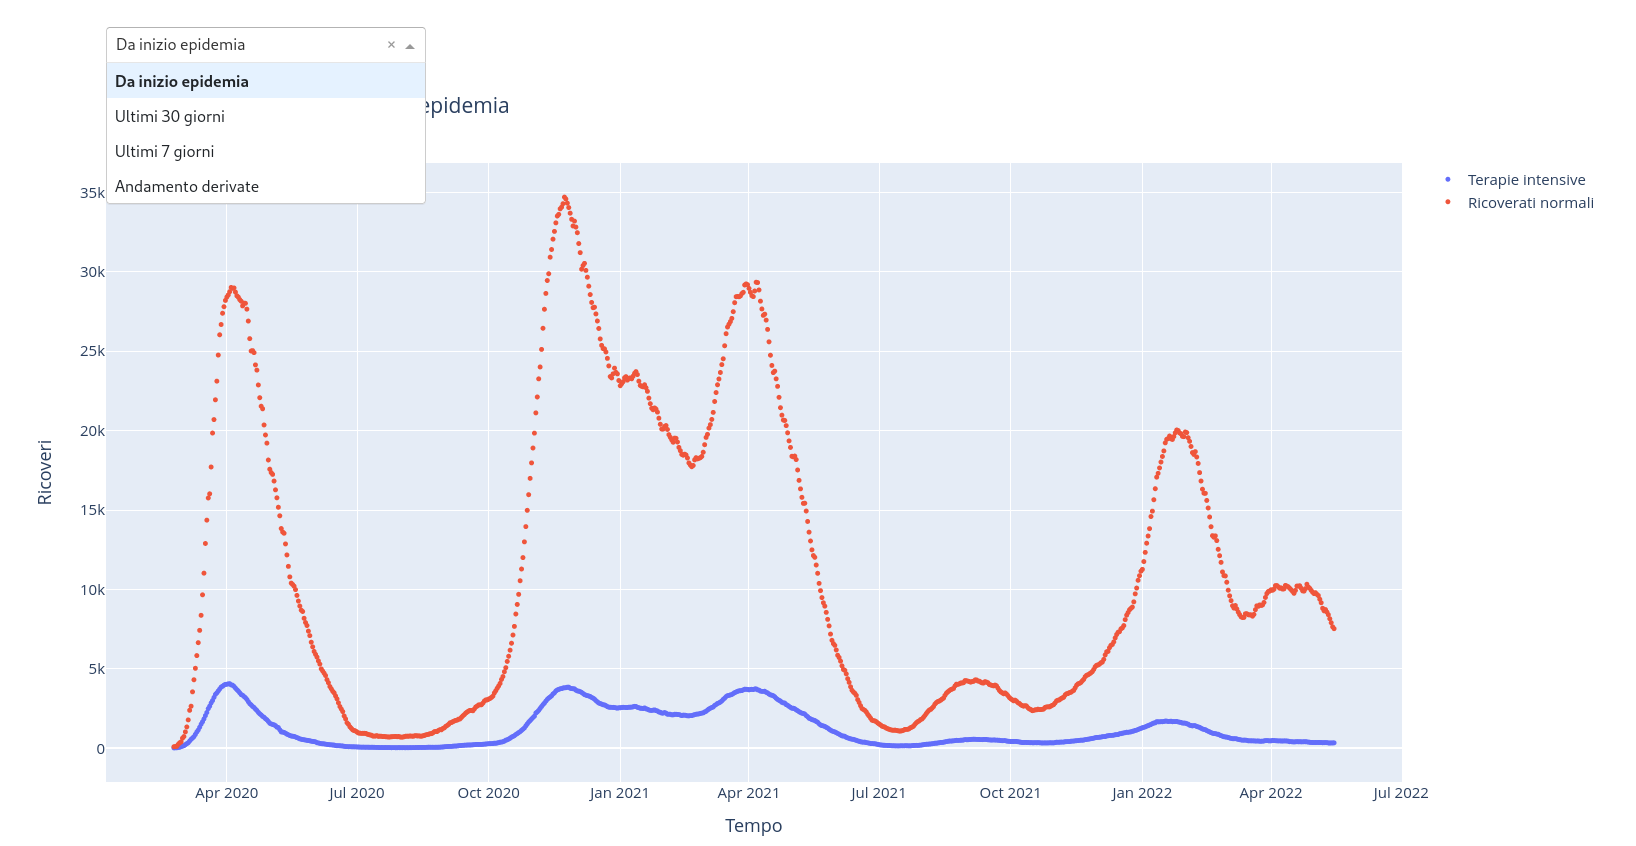 Da inizio epidemia ×
Da inizio epidemia
Ultimi 30 giorni
Ultimi 7 giorni
Andamento derivate
epidemia
Terapie intensive
Ricoverati normali
35k
30k
25k
20k
15k
10k
5k
0
Ricoveri
Apr 2020 Jul 2020 Oct 2020 Jan 2021 Apr 2021 Jul 2021 Oct 2021 Jan 2022 Apr 2022 Jul 2022
Tempo